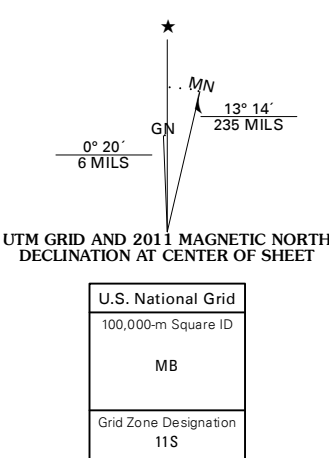 ★
MN
13° 14´
235 MILS
GN
0° 20´
6 MILS
UTM GRID AND 2011 MAGNETIC NORTH
DECLINATION AT CENTER OF SHEET
U.S. National Grid
100,000-m Square ID
MB
Grid Zone Designation
11S